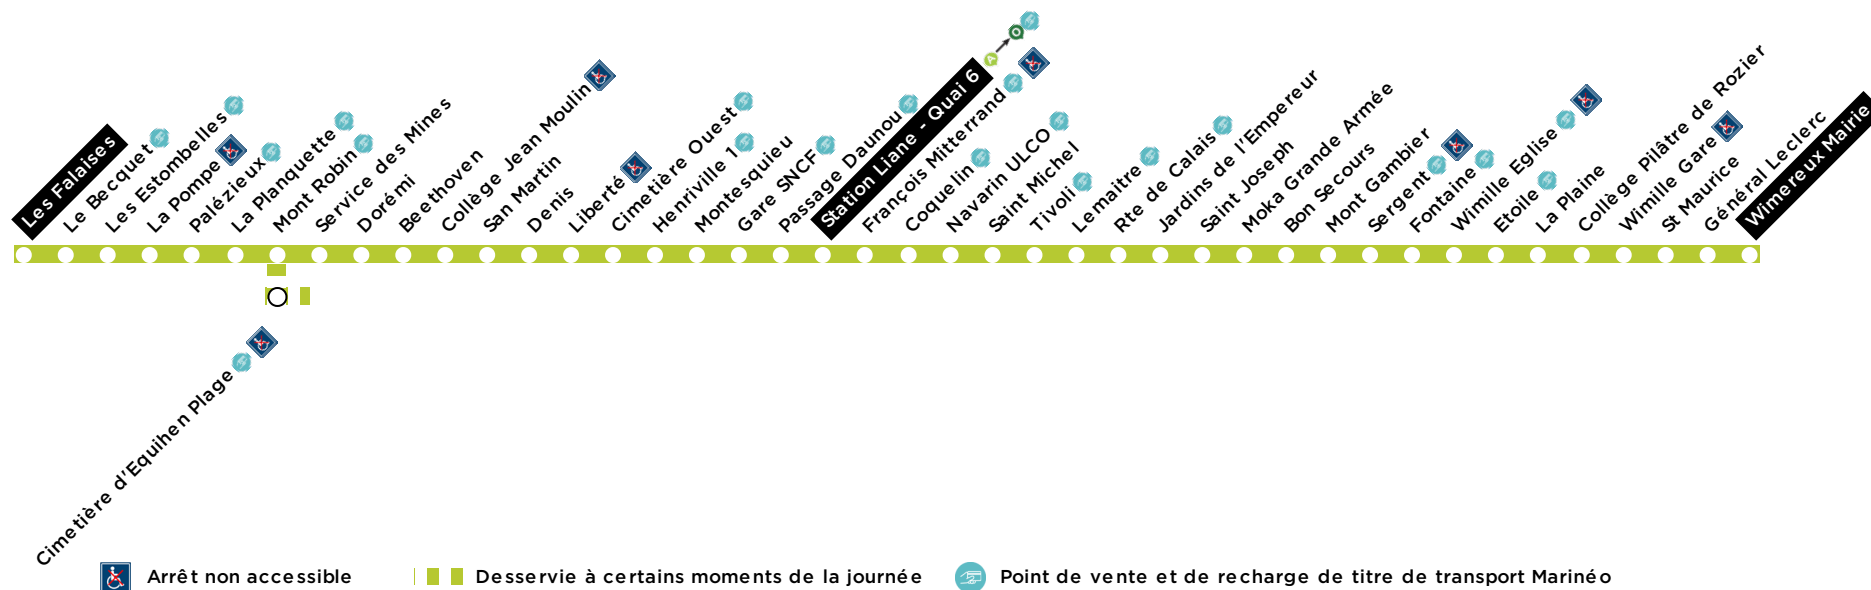 Les Falaises
Le Becquet
Les Estombelles
La Pompe
Palézieux
La Planquette
Mont Robin
Service des Mines
Dorémi
Beethoven
Collège Jean Moulin
San Martin
Denis
Liberté
Cimetière Ouest
Henriville 1
Montesquieu
Gare SNCF
Passage Daunou
Station Liane - Quai 6
A
François Mitterrand
Coquelin
Navarin ULCO
Saint Michel
Tivoli
Lemaitre
Rte de Calais
Jardins de l'Empereur
Saint Joseph
Moka Grande Armée
Bon Secours
Mont Gambier
Sergent
Fontaine
Wimille Eglise
Etoile
La Plaine
Collège Pilâtre de Rozier
Wimille Gare
St Maurice
Général Leclerc
Wimereux Mairie
Cimetière d'Equihen Plage
Arrêt non accessible
Desservie à certains moments de la journée
Point de vente et de recharge de titre de transport Marinéo